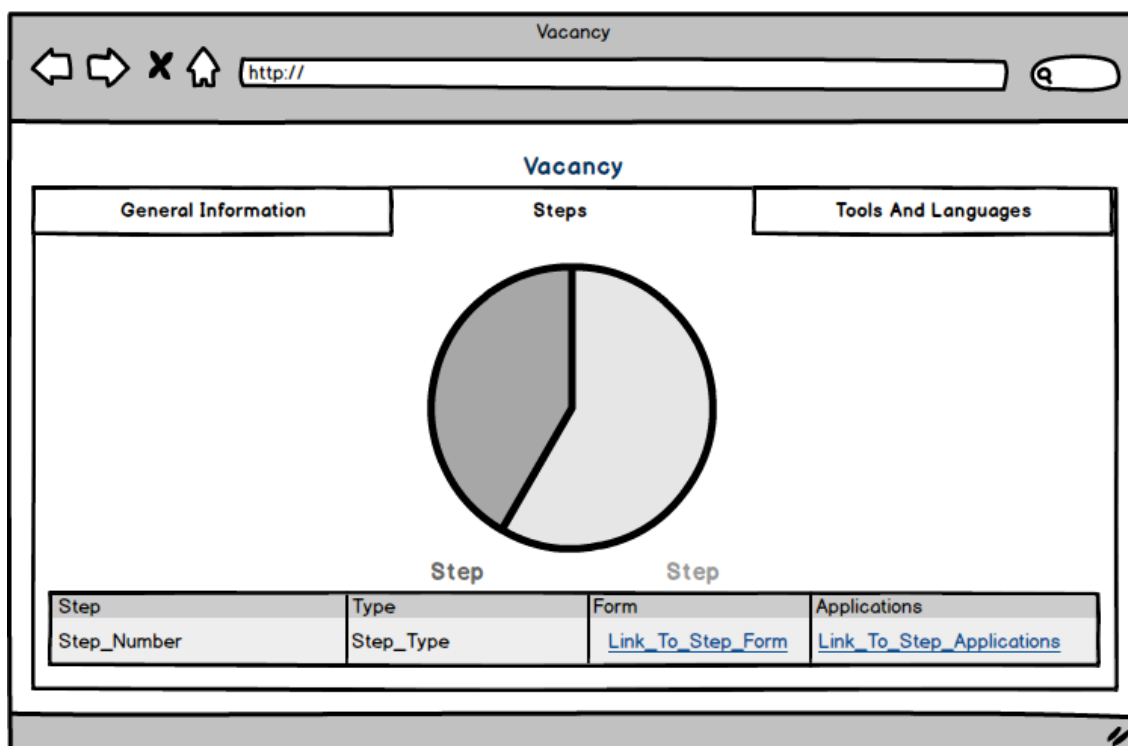 Vacancy
http://
Vacancy
General Information Steps Tools And Languages
Step Step
Step Type Form Applications
Step_Number Step_Type Link_To_Step_Form Link_To_Step_Applications